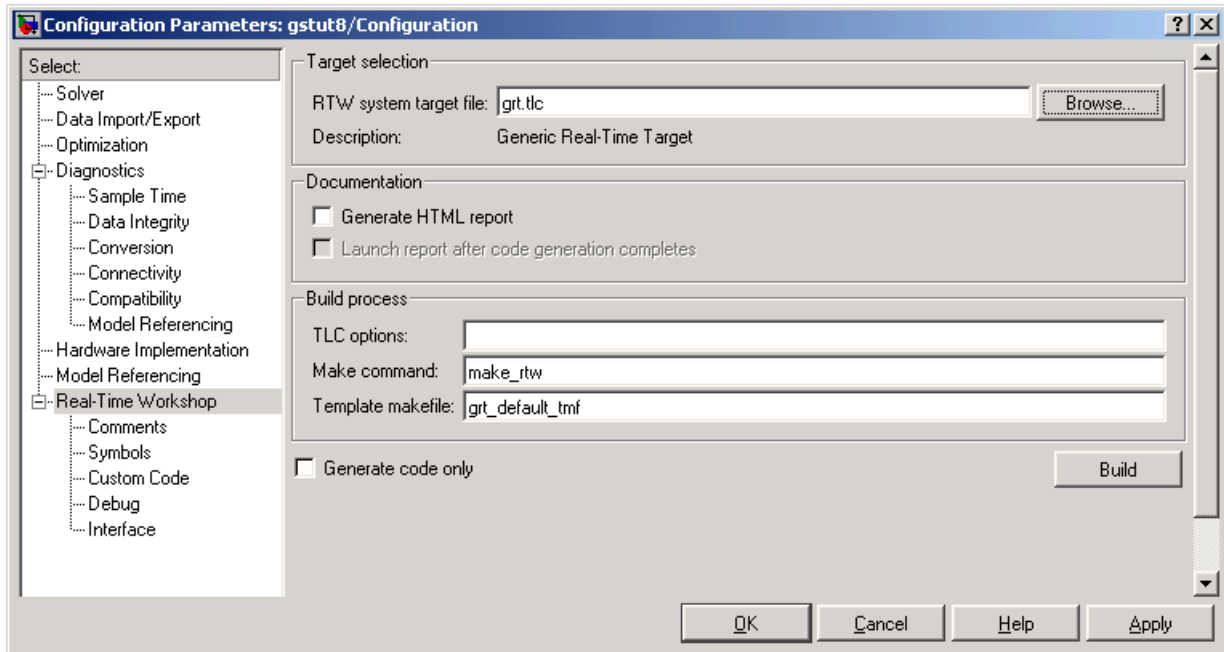 Configuration Parameters: gstut8/Configuration
Select:
Solver
Data Import/Export
Optimization
Diagnostics
Sample Time
Data Integrity
Conversion
Connectivity
Compatibility
Model Referencing
Hardware Implementation
Model Referencing
Real-Time Workshop
Comments
Symbols
Custom Code
Debug
Interface
Target selection
RTW system target file: grt.tlc Browse...
Description: Generic Real-Time Target
Documentation
Generate HTML report
Launch report after code generation completes
Build process
TLC options:
Make command: make_rtw
Template makefile: grt_default_tmf
Generate code only Build
OK Cancel Help Apply